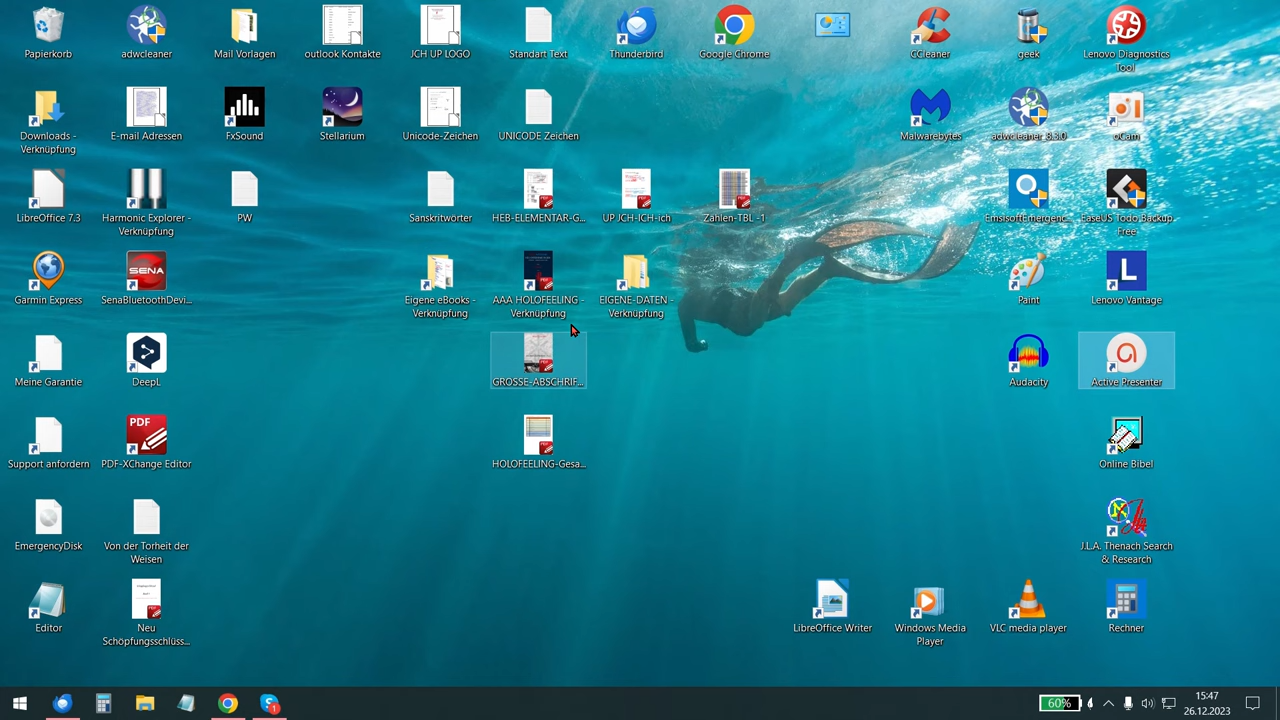 Papierkorb
adwcleaner
Mail Vorlagen
outlook Kontakte
JCH UP LOGO
Standart Text
Thunderbird
Google Chrome
CCleaner
geek
Lenovo Diagnostics
Tool
Downloads -
Verknüpfung
E-mail Adressen
FxSound
Stellarium
Unicode-Zeichen
UNICODE Zeichen
Malwarebytes
adwcleaner_8.3.0
oCam
LibreOffice 7.3
Harmonic Explorer -
Verknüpfung
PW
Sanskritwörter
HEB-ELEMENTAR-G...
UP JCH-ICH-ich
Zahlen-TBL -1
EmsisoftEmergenc...
EaseUS Todo Backup
Free
Garmin Express
SENA
SenaBluetoothDevi...
Eigene eBooks -
Verknüpfung
AAA HOLOFEELING -
Verknüpfung
EIGENE-DATEN -
Verknüpfung
Paint
L
Lenovo Vantage
Meine Garantie
DeepL
GROSSE-ABSCHRIF...
Audacity
Active Presenter
Support anfordern
PDF
PDF-XChange Editor
HOLOFEELING-Gesa...
Online Bibel
EmergencyDisk
Von der Torheit der
Weisen
J.L.A. Thenach Search
& Research
Editor
Neu
Schöpfungsschlüss...
LibreOffice Writer
Windows Media
Player
VLC media player
Rechner
60%
15:47
26.12.2023